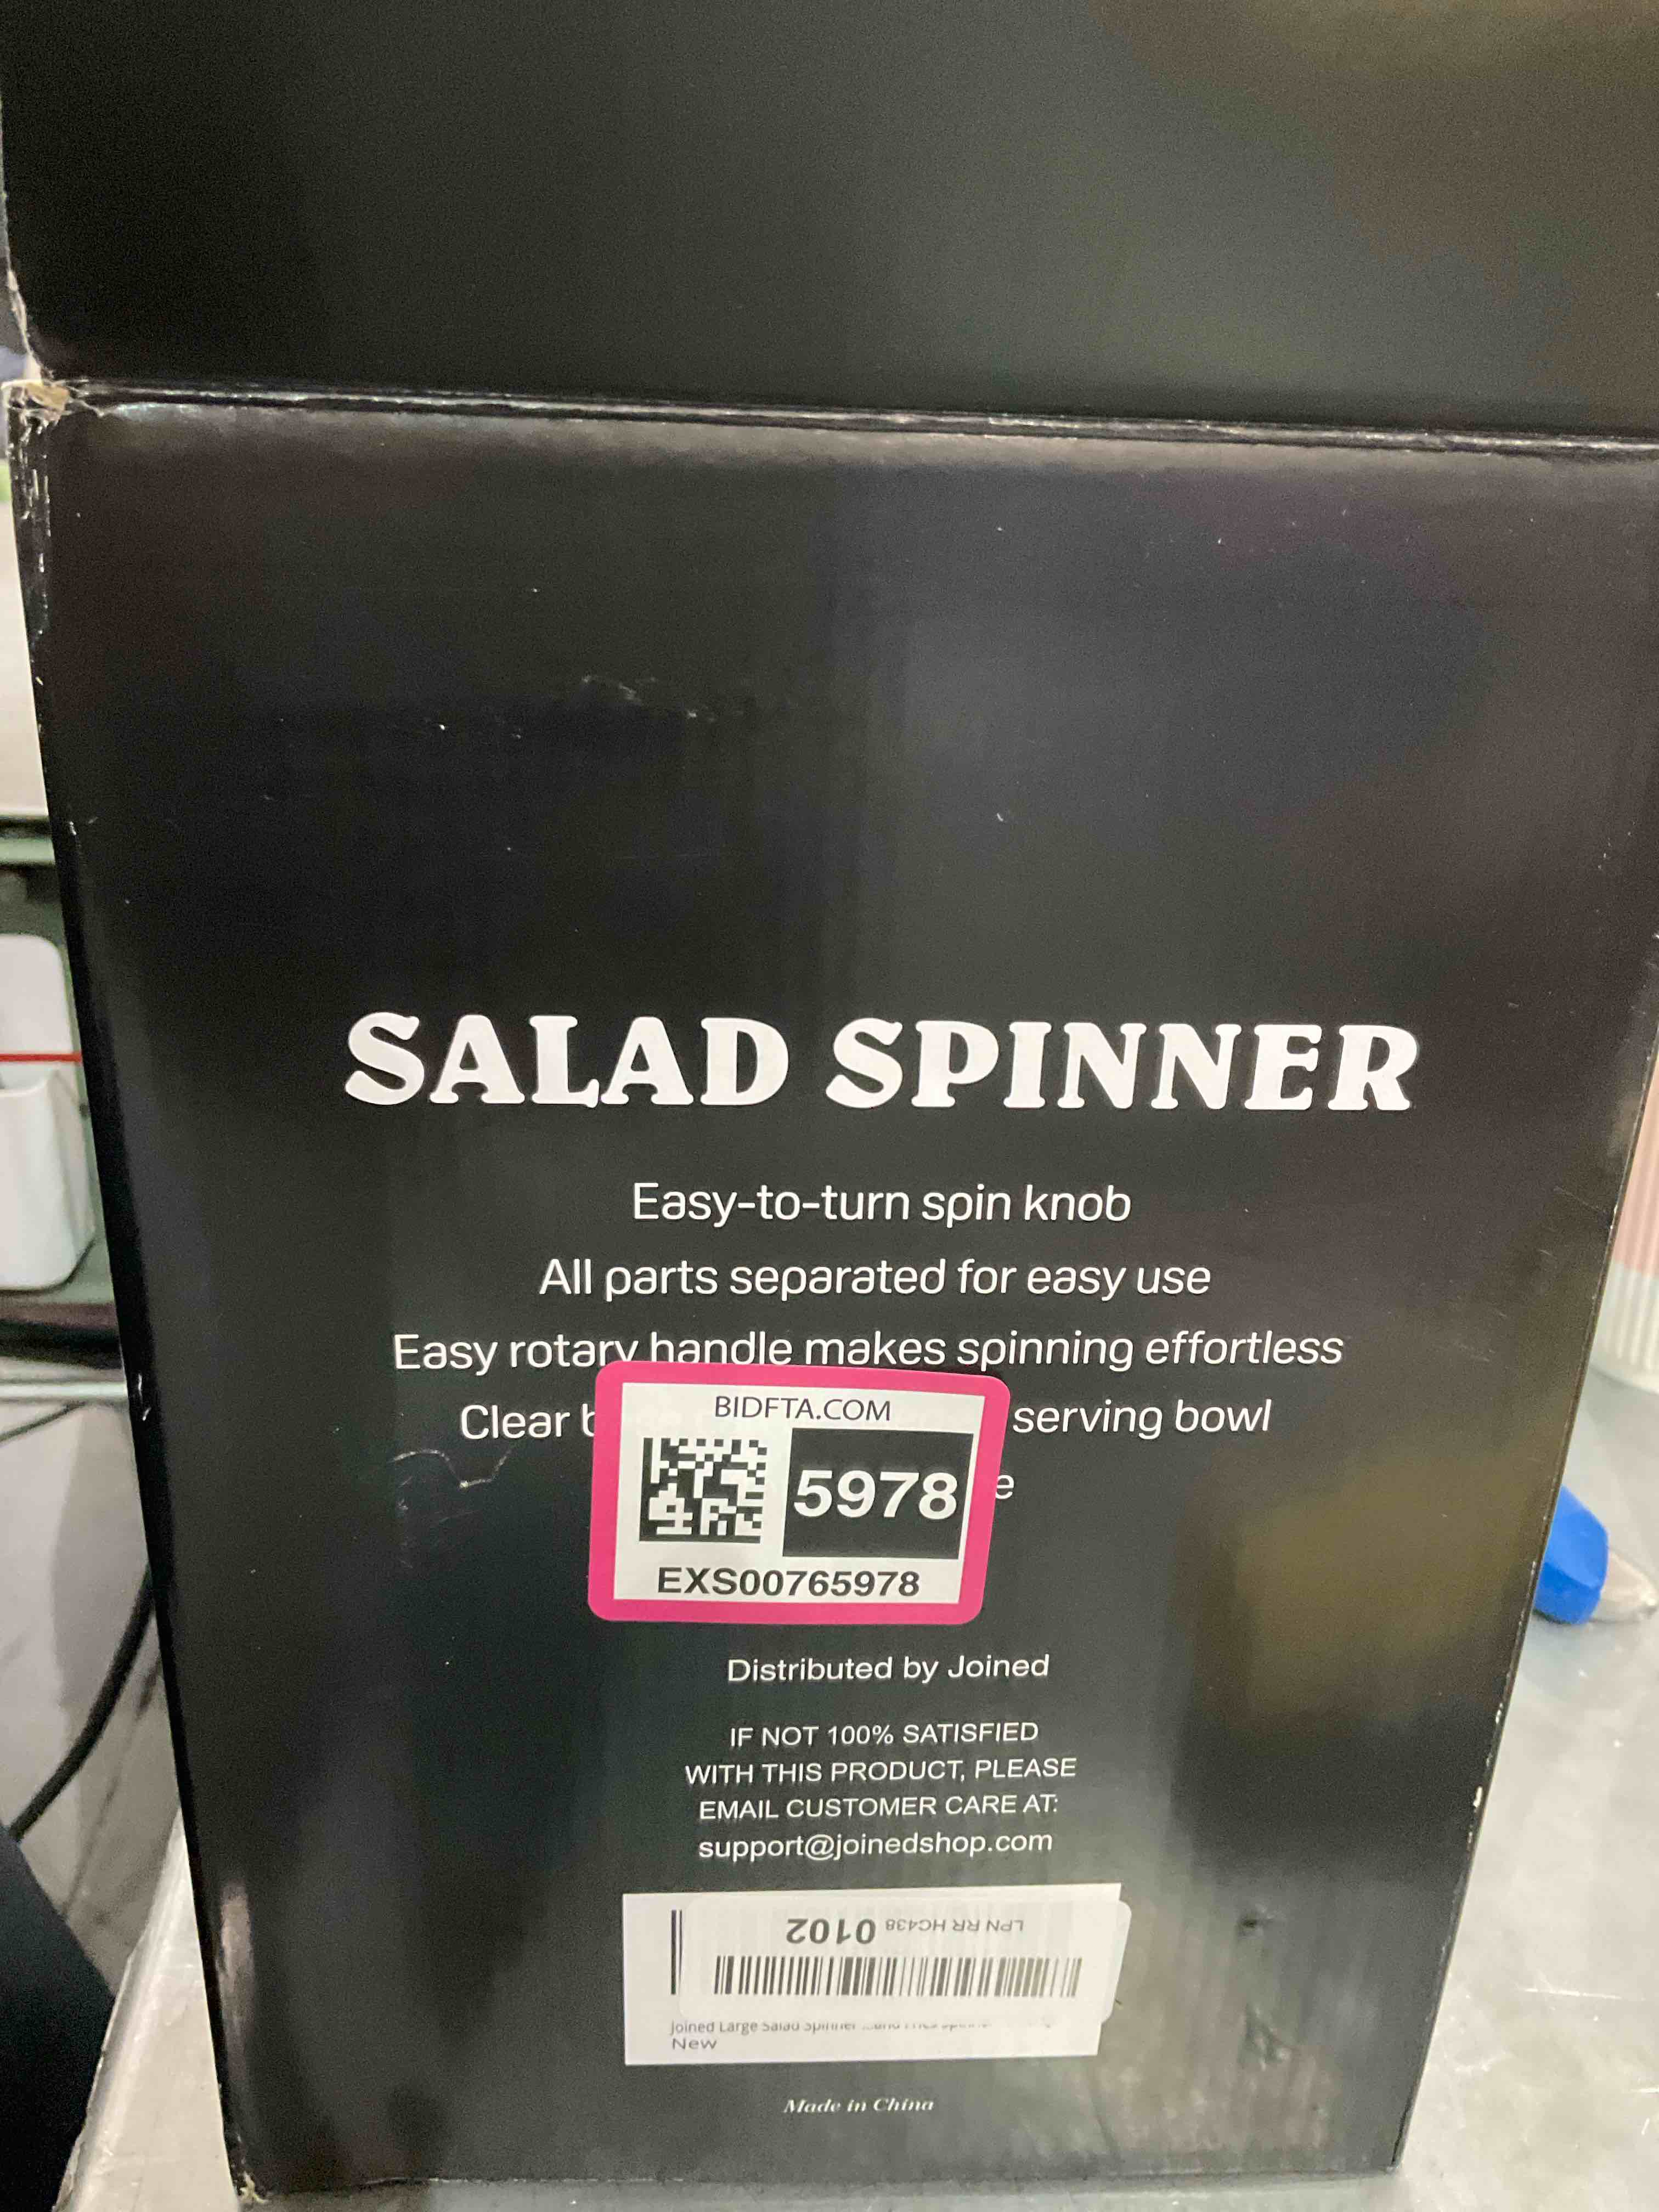 SALAD SPINNER
Easy-to-turn spin knob
All parts separated for easy use
Easy rotary handle makes spinning effortless
Clear serving bowl
BIDFTA.COM
5978
EXS00765978
Distributed by Joined
IF NOT 100% SATISFIED
WITH THIS PRODUCT, PLEASE
EMAIL CUSTOMER CARE AT:
support@joinedshop.com
LPN RR HC438 0102
Joined Large Salad Spinner
New
Made in China